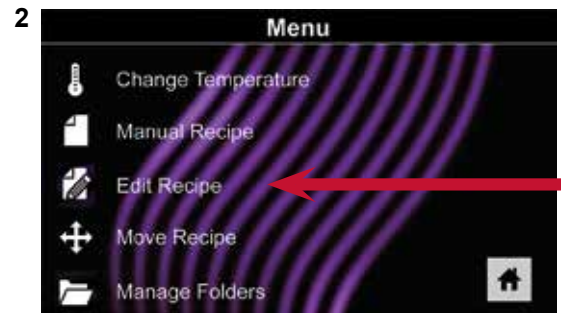 2
Menu
Change Temperature
Manual Recipe
Edit Recipe
Move Recipe
Manage Folders